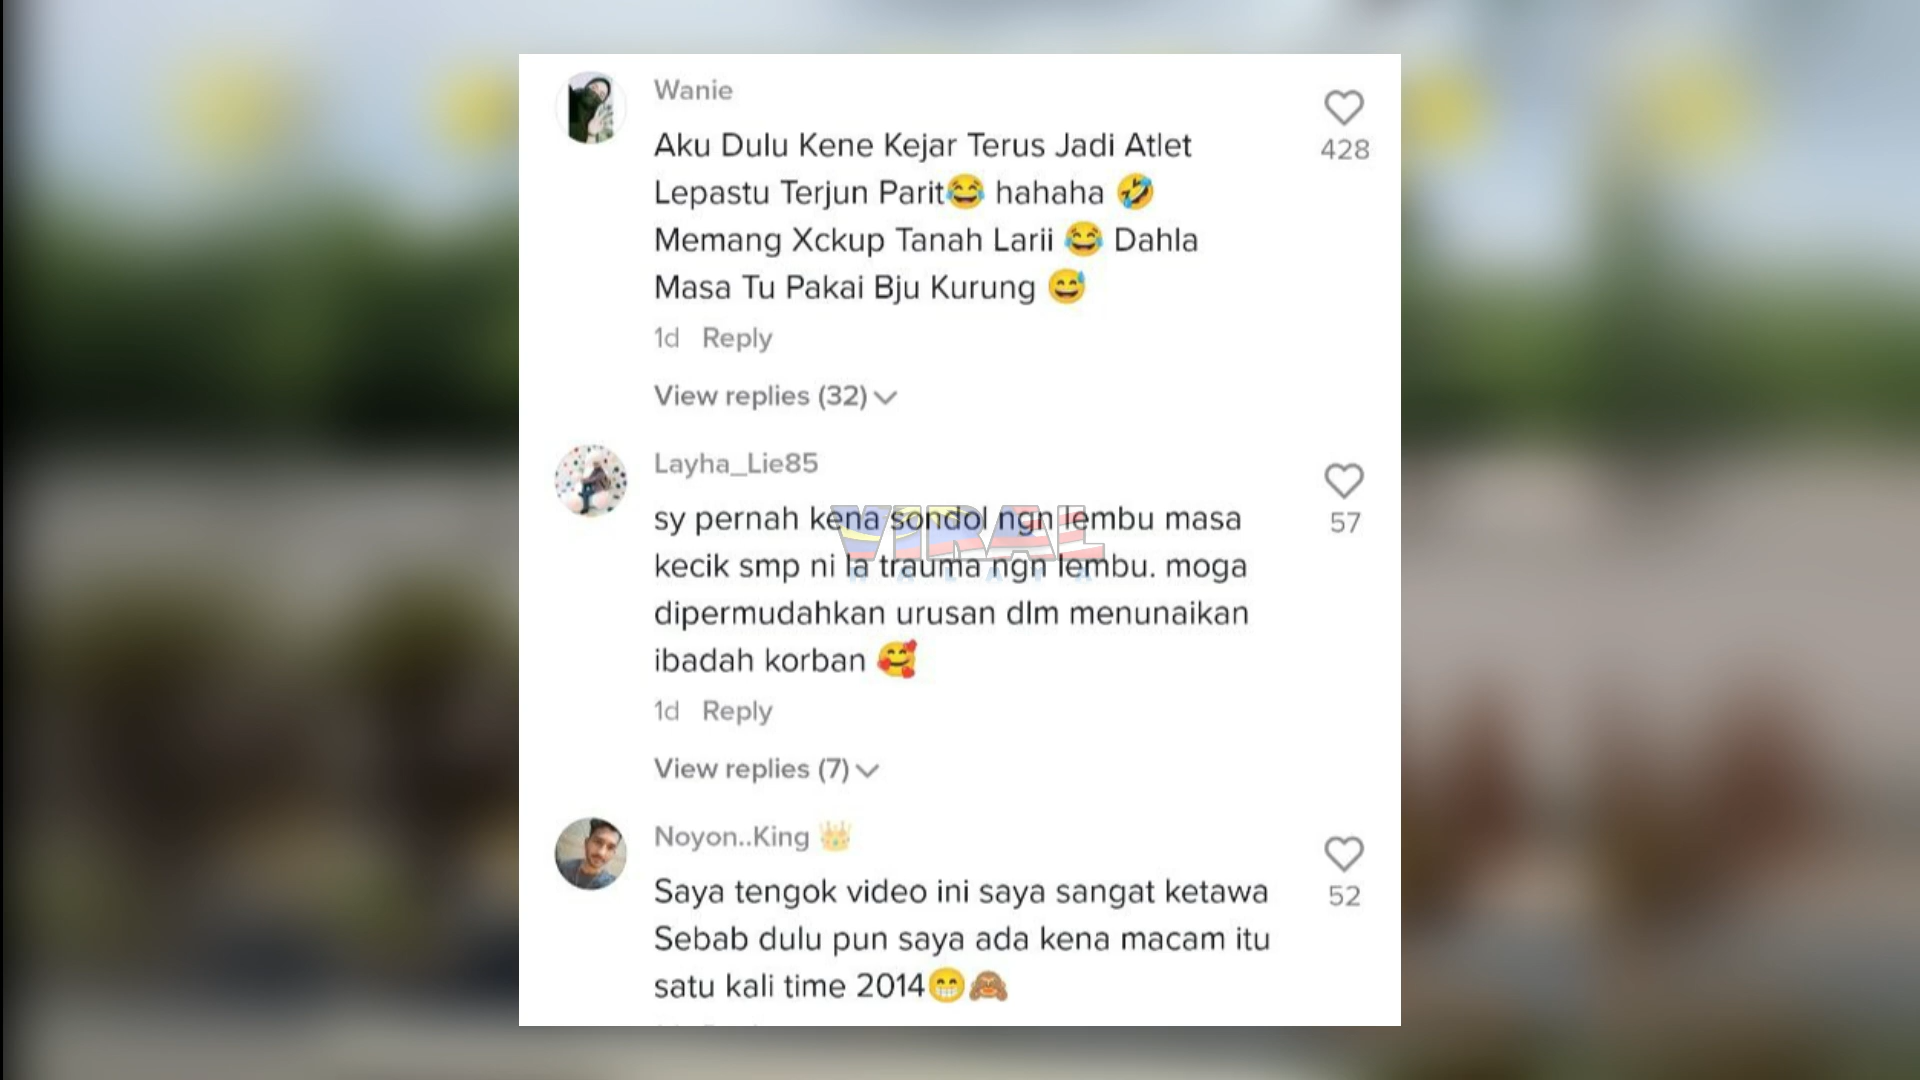 Wanie
Aku Dulu Kene Kejar Terus Jadi Atlet
Lepastu Terjun Parit😂 hahaha 🤣
Memang Xckup Tanah Larii 😂 Dahla
Masa Tu Pakai Bju Kurung 😅
428
1d Reply
View replies (32)
Layha_Lie85
sy pernah kena sondol ngn lembu masa
kecik smp ni la trauma ngn lembu. moga
dipermudahkan urusan dlm menunaikan
ibadah korban 🥰
57
VIRAL
1d Reply
View replies (7)
Noyon..King 👑
Saya tengok video ini saya sangat ketawa
Sebab dulu pun saya ada kena macam itu
satu kali time 2014😁🙈
52